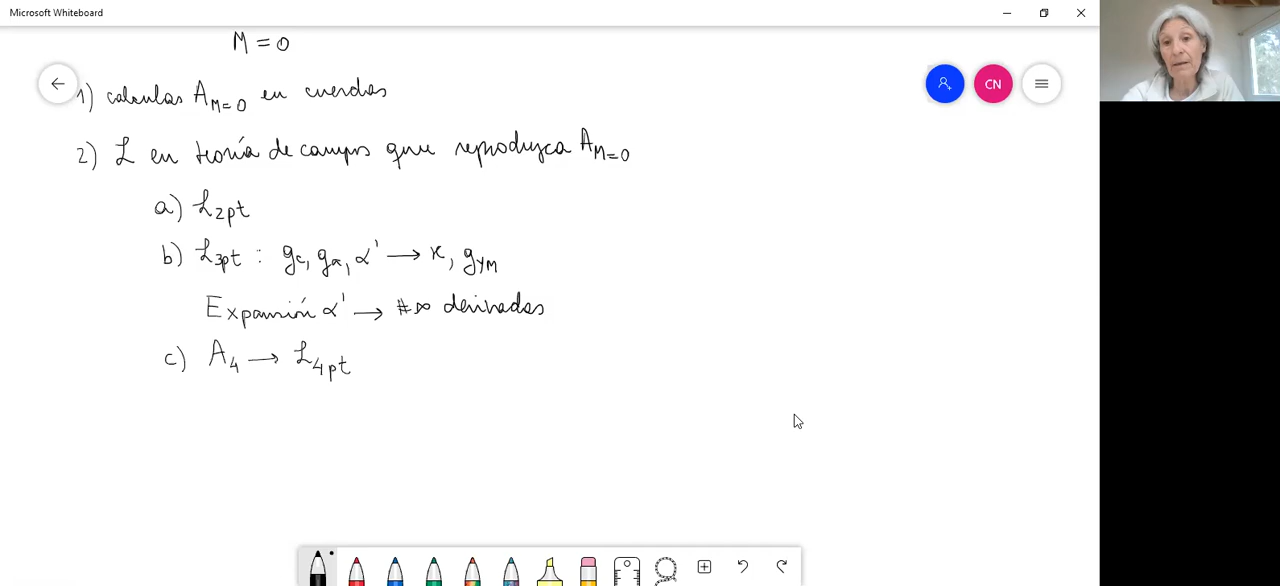 Microsoft Whiteboard
M = 0
1) calculas A_{M=0} en cuerdas
2) ℒ en teoría de campos que reproduzca A_{M=0}
a) ℒ_{2pt}
b) ℒ_{3pt} : g_c, g_a, α' → κ, g_{YM}
Expansión α' → # ∞ derivadas
c) A_4 → ℒ_{4pt}
CN